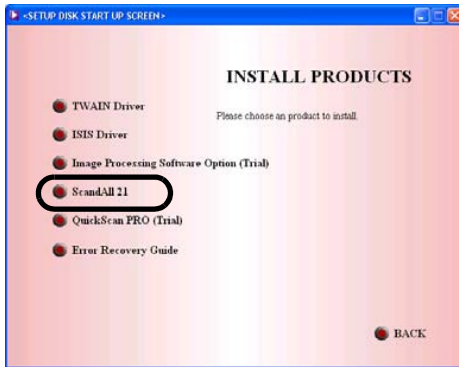 <SETUP DISK START UP SCREEN>
INSTALL PRODUCTS
Please choose an product to install.
TWAIN Driver
ISIS Driver
Image Processing Software Option (Trial)
ScandAll 21
QuickScan PRO (Trial)
Error Recovery Guide
BACK